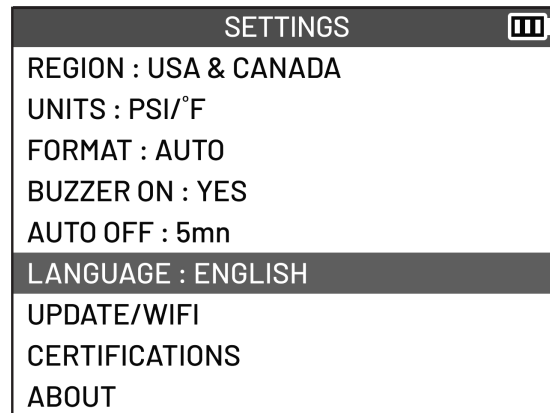 SETTINGS
REGION : USA & CANADA
UNITS : PSI/°F
FORMAT : AUTO
BUZZER ON : YES
AUTO OFF : 5mn
LANGUAGE : ENGLISH
UPDATE/WIFI
CERTIFICATIONS
ABOUT